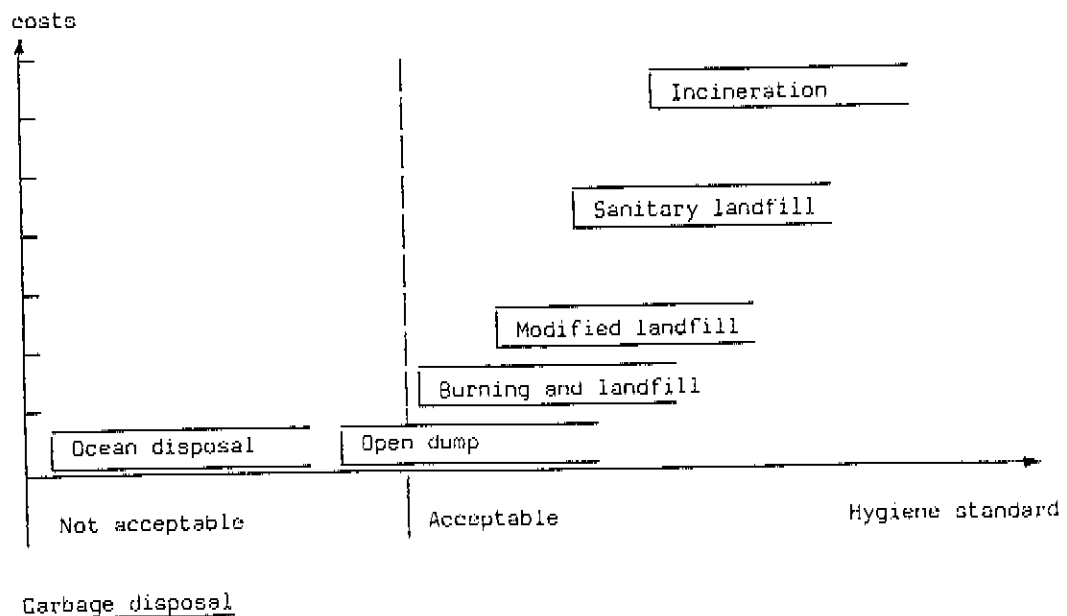 costs
Incineration
Sanitary landfill
Modified landfill
Burning and landfill
Ocean disposal
Open dump
Not acceptable
Acceptable
Hygiene standard
Carbage disposal